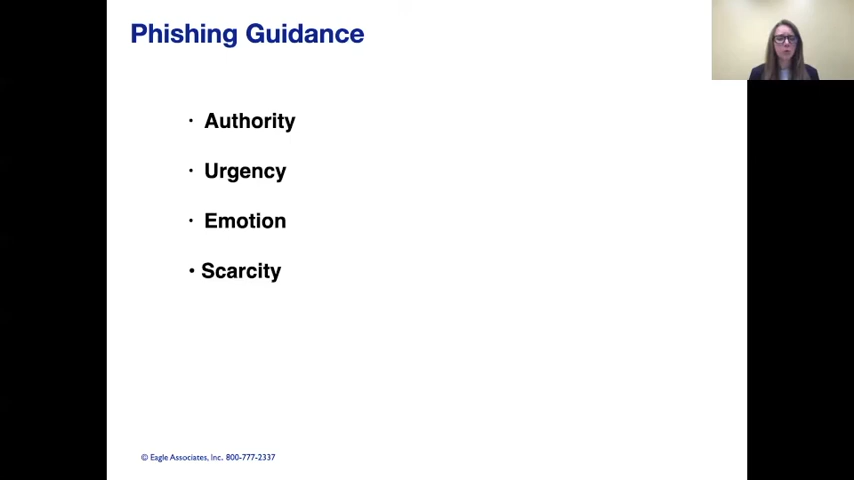 Phishing Guidance
· Authority
· Urgency
· Emotion
• Scarcity
© Eagle Associates, Inc. 800-777-2337